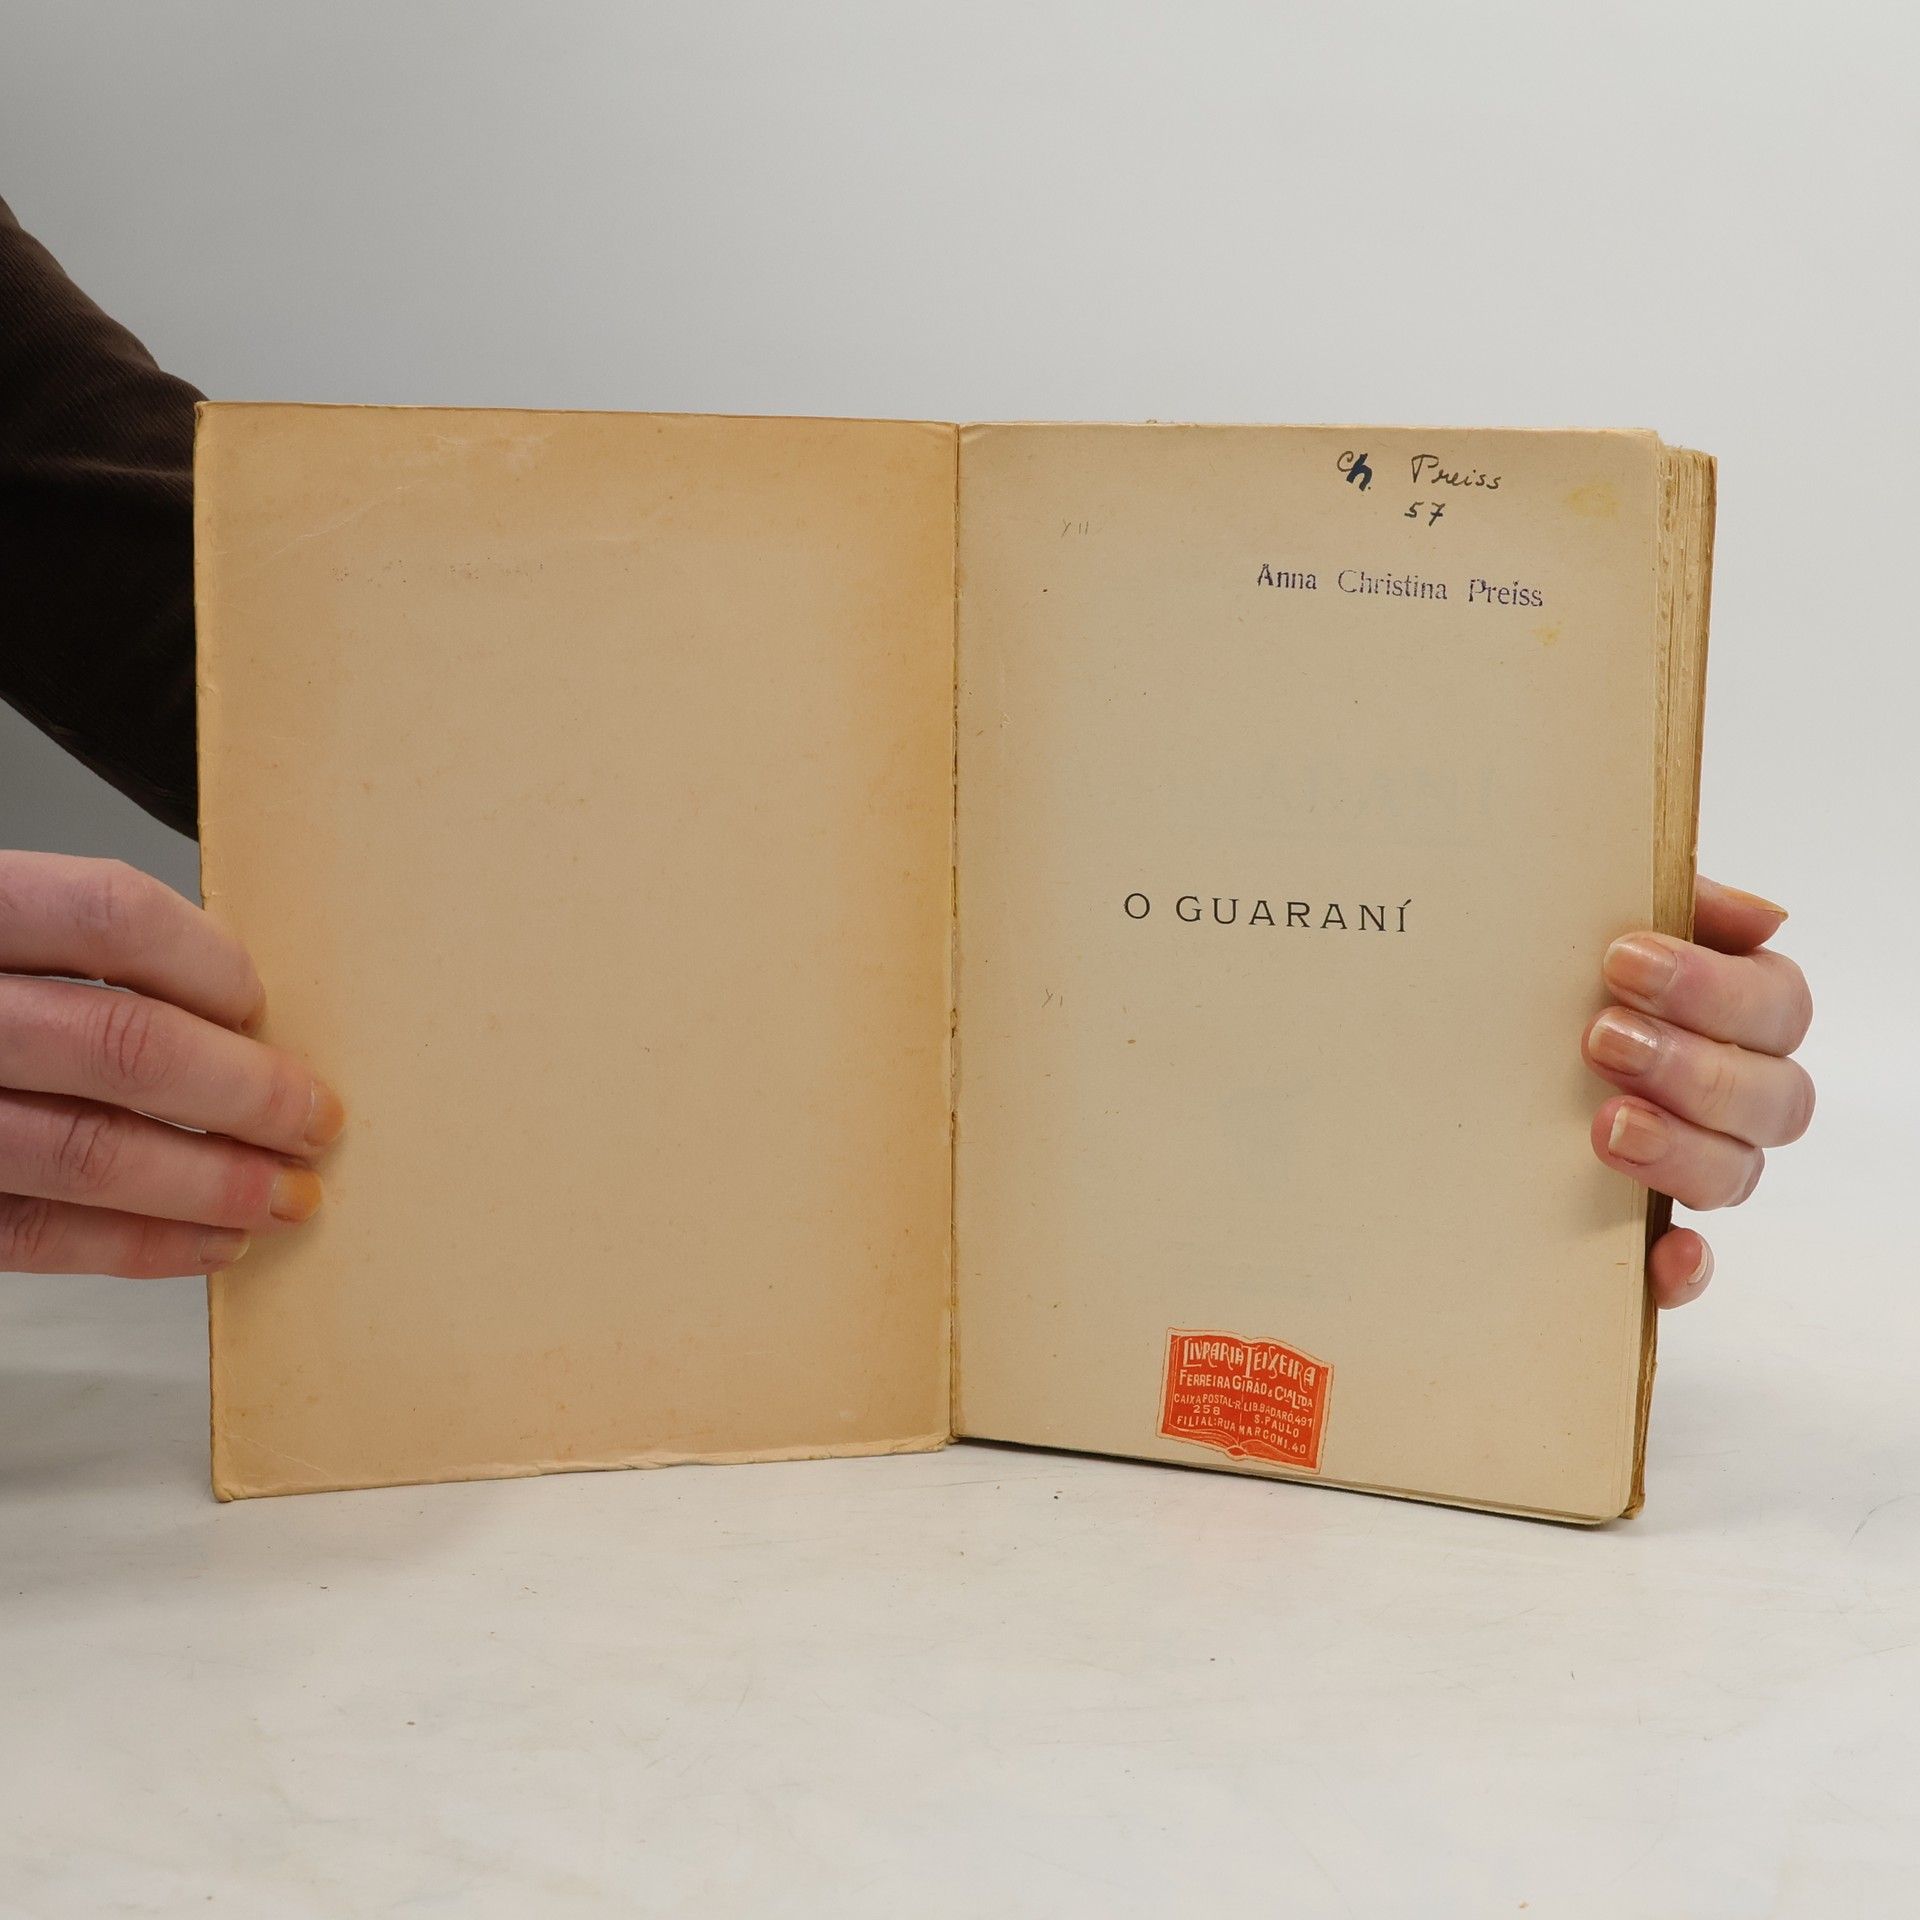 Ch. Preiss
57
Y II
Anna Christina Preiss
O GUARANÍ
Y I
LIVRARIA TEIXEIRA
FERREIRA GIRÃO & CIA LTDA
CAIXA POSTAL-R. LIB. BADARÓ, 491
258 S. PAULO
FILIAL: RUA MARCONI. 40